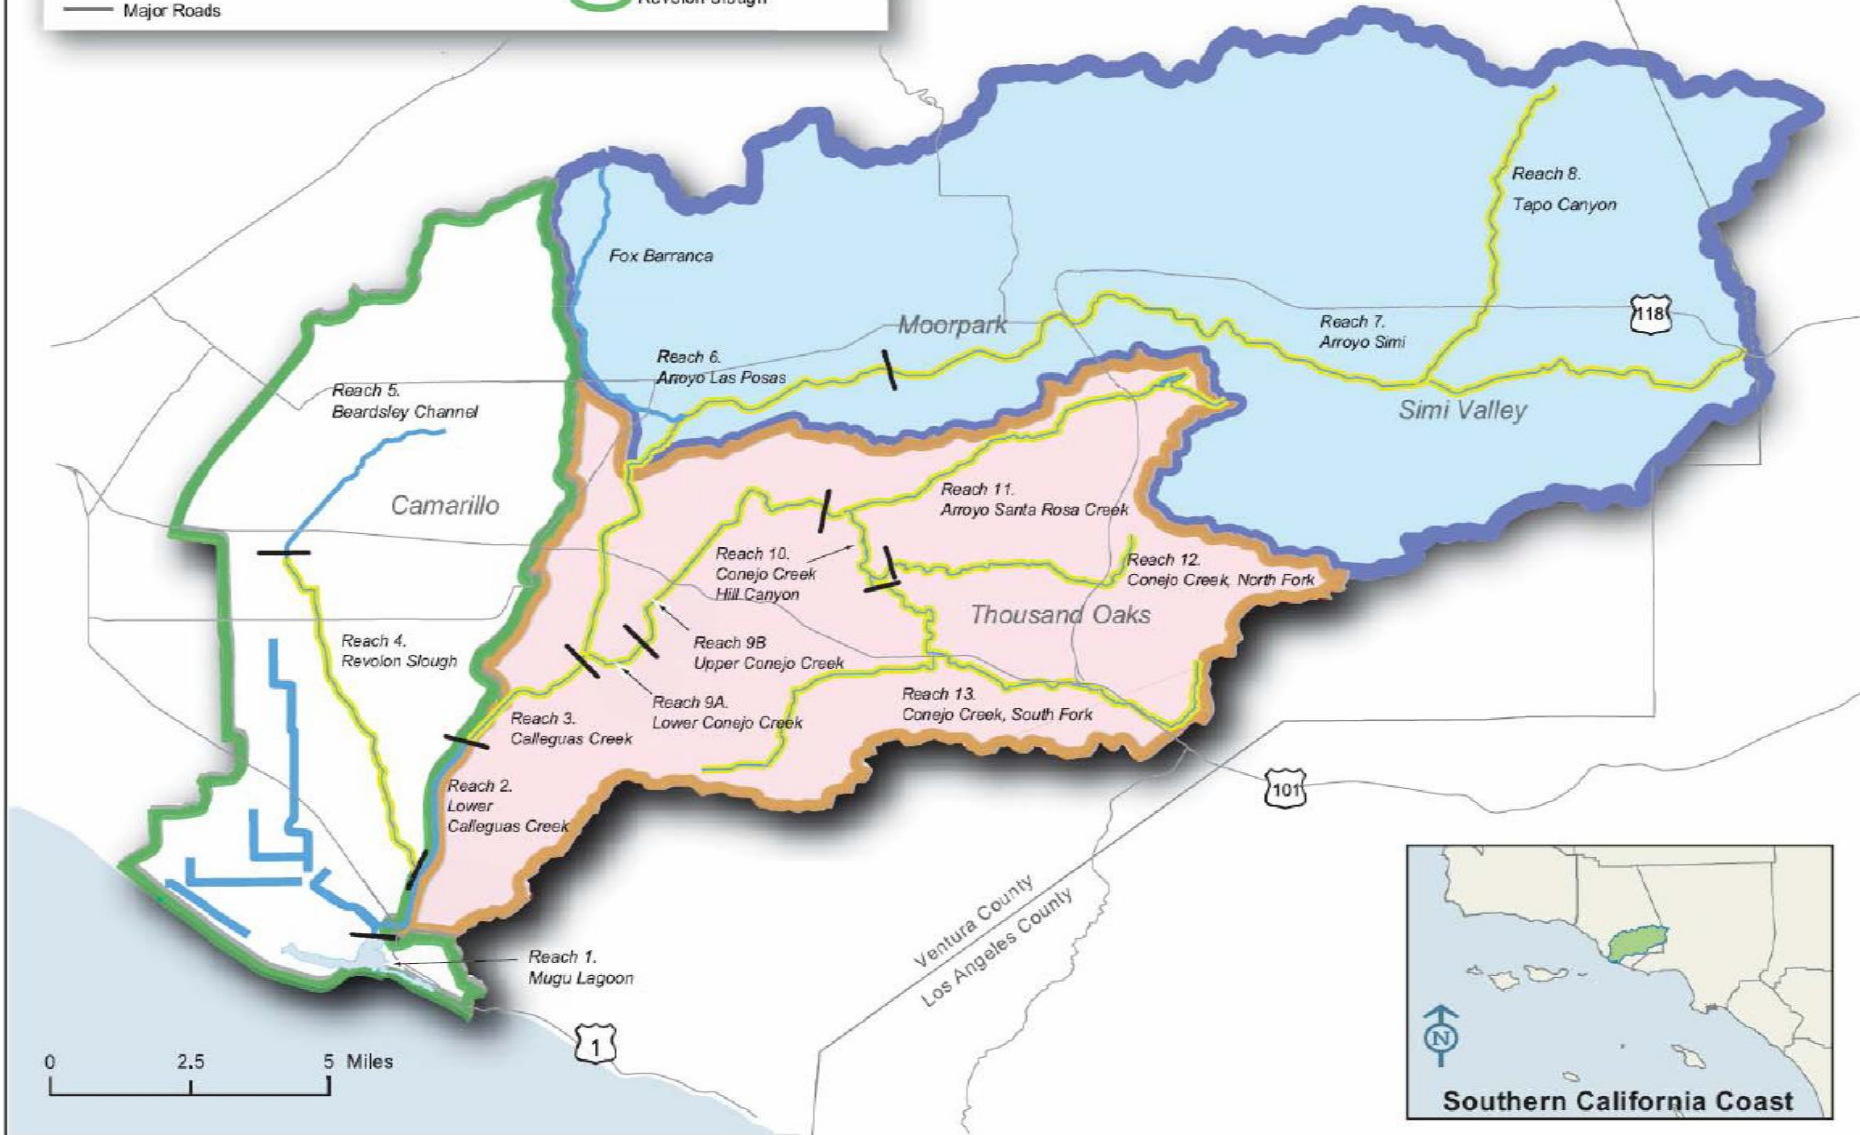 Major Roads
Revolon Slough
Reach 8.
Tapo Canyon
Fox Barranca
118
Moorpark
Reach 7.
Arroyo Simi
Reach 6.
Arroyo Las Posas
Reach 5.
Beardsley Channel
Simi Valley
Camarillo
Reach 11.
Arroyo Santa Rosa Creek
Reach 10.
Conejo Creek
Hill Canyon
Reach 12.
Conejo Creek, North Fork
Thousand Oaks
Reach 4.
Revolon Slough
Reach 9B
Upper Conejo Creek
Reach 9A.
Lower Conejo Creek
Reach 13.
Conejo Creek, South Fork
Reach 3.
Calleguas Creek
Reach 2.
Lower
Calleguas Creek
101
Ventura County
Los Angeles County
Reach 1.
Mugu Lagoon
1
0 2.5 5 Miles
N
Southern California Coast